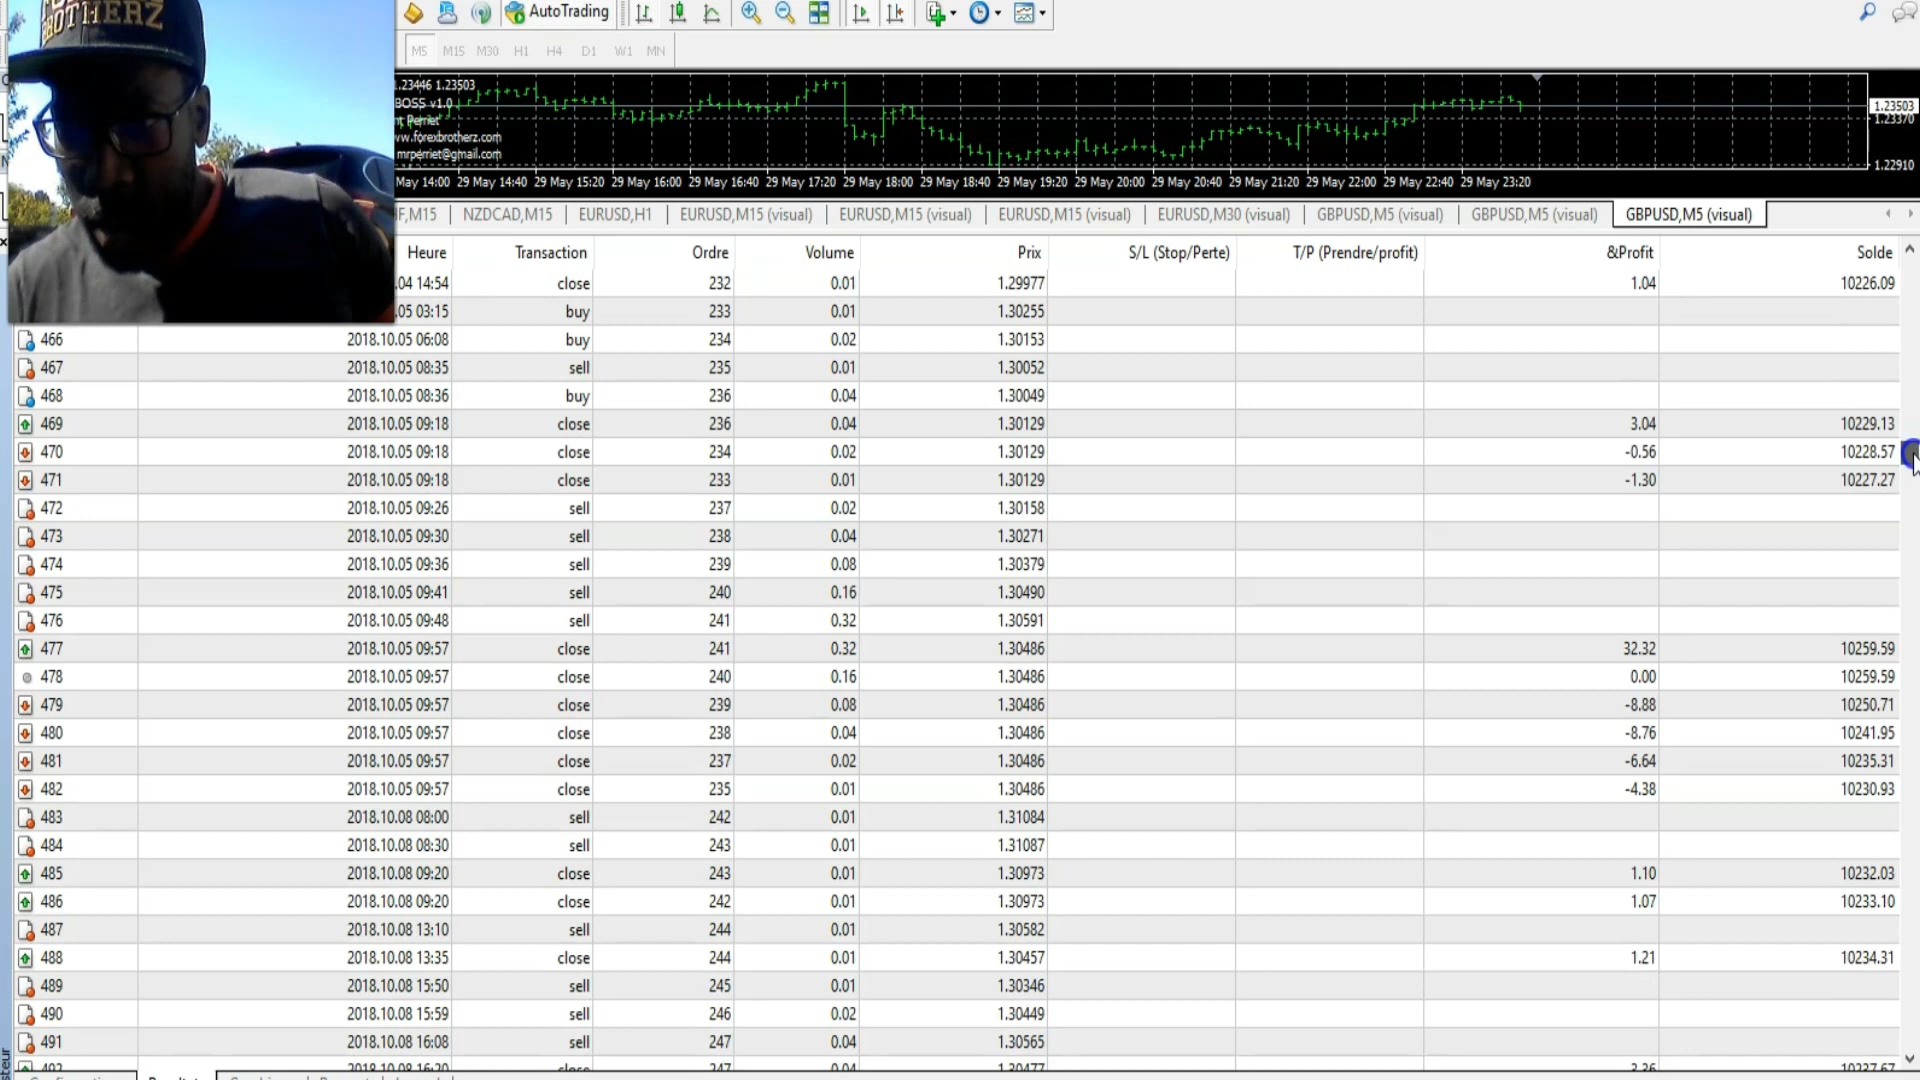 BROTHERZ
AutoTrading
M5 M15 M30 H1 H4 D1 W1 MN
1.23446 1.23503
BOSS v1.0
t Perriet
ww.forexbrotherz.com
mrperriet@gmail.com
1.23503
1.23370
1.22910
May 14:00 29 May 14:40 29 May 15:20 29 May 16:00 29 May 16:40 29 May 17:20 29 May 18:00 29 May 18:40 29 May 19:20 29 May 20:00 29 May 20:40 29 May 21:20 29 May 22:00 29 May 22:40 29 May 23:20
F,M15 NZDCAD,M15 EURUSD,H1 EURUSD,M15 (visual) EURUSD,M15 (visual) EURUSD,M15 (visual) EURUSD,M30 (visual) GBPUSD,M5 (visual) GBPUSD,M5 (visual) GBPUSD,M5 (visual)
Heure Transaction Ordre Volume Prix S/L (Stop/Perte) T/P (Prendre/profit) &Profit Solde
.04 14:54 close 232 0.01 1.29977 1.04 10226.09
.05 03:15 buy 233 0.01 1.30255
466 2018.10.05 06:08 buy 234 0.02 1.30153
467 2018.10.05 08:35 sell 235 0.01 1.30052
468 2018.10.05 08:36 buy 236 0.04 1.30049
469 2018.10.05 09:18 close 236 0.04 1.30129 3.04 10229.13
470 2018.10.05 09:18 close 234 0.02 1.30129 -0.56 10228.57
471 2018.10.05 09:18 close 233 0.01 1.30129 -1.30 10227.27
472 2018.10.05 09:26 sell 237 0.02 1.30158
473 2018.10.05 09:30 sell 238 0.04 1.30271
474 2018.10.05 09:36 sell 239 0.08 1.30379
475 2018.10.05 09:41 sell 240 0.16 1.30490
476 2018.10.05 09:48 sell 241 0.32 1.30591
477 2018.10.05 09:57 close 241 0.32 1.30486 32.32 10259.59
478 2018.10.05 09:57 close 240 0.16 1.30486 0.00 10259.59
479 2018.10.05 09:57 close 239 0.08 1.30486 -8.88 10250.71
480 2018.10.05 09:57 close 238 0.04 1.30486 -8.76 10241.95
481 2018.10.05 09:57 close 237 0.02 1.30486 -6.64 10235.31
482 2018.10.05 09:57 close 235 0.01 1.30486 -4.38 10230.93
483 2018.10.08 08:00 sell 242 0.01 1.31084
484 2018.10.08 08:30 sell 243 0.01 1.31087
485 2018.10.08 09:20 close 243 0.01 1.30973 1.10 10232.03
486 2018.10.08 09:20 close 242 0.01 1.30973 1.07 10233.10
487 2018.10.08 13:10 sell 244 0.01 1.30582
488 2018.10.08 13:35 close 244 0.01 1.30457 1.21 10234.31
489 2018.10.08 15:50 sell 245 0.01 1.30346
490 2018.10.08 15:59 sell 246 0.02 1.30449
491 2018.10.08 16:08 sell 247 0.04 1.30565
492 2018.10.08 16:20 close 247 0.04 1.30477 3.36 10237.67